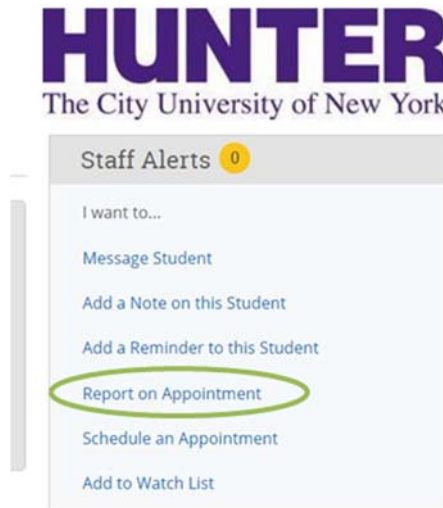 HUNTER
The City University of New York
Staff Alerts 0
I want to...
Message Student
Add a Note on this Student
Add a Reminder to this Student
Report on Appointment
Schedule an Appointment
Add to Watch List